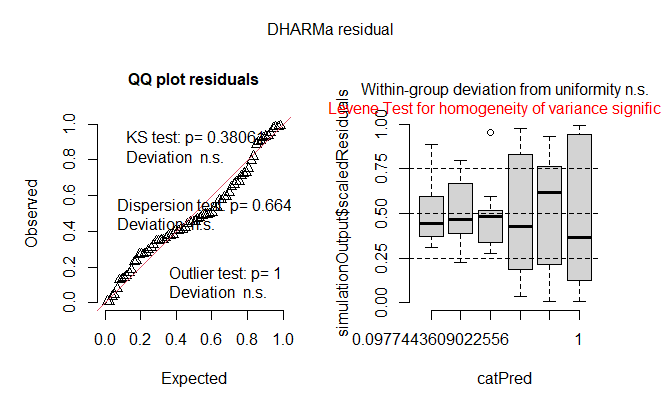 DHARMa residual
QQ plot residuals
KS test: p= 0.3806
Deviation n.s.
Dispersion test: p= 0.664
Deviation n.s.
Outlier test: p= 1
Deviation n.s.
Observed
0.0 0.2 0.4 0.6 0.8 1.0
0.0 0.2 0.4 0.6 0.8 1.0
Expected
Within-group deviation from uniformity n.s.
Levene Test for homogeneity of variance signific
simulationOutput$scaledResiduals
0.00 0.25 0.50 0.75 1.00
0.0977443609022556 1
catPred